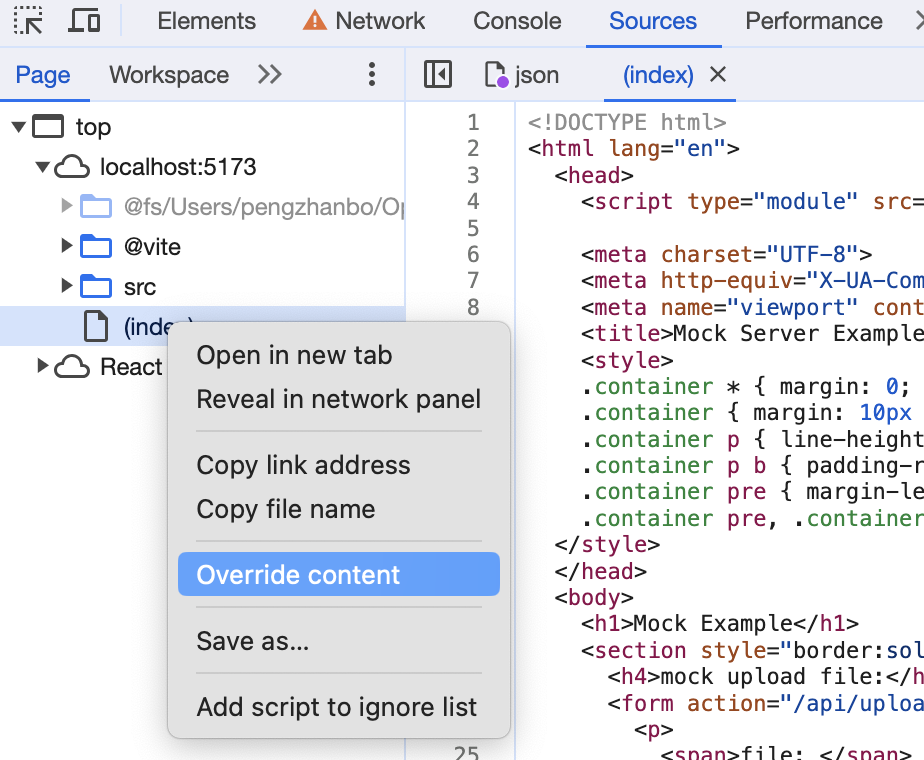 Elements Network Console Sources Performance
Page Workspace json (index)
top
localhost:5173
@fs/Users/pengzhanbo/Op
@vite
src
(index)
React
Open in new tab
Reveal in network panel
Copy link address
Copy file name
Override content
Save as...
Add script to ignore list
1 <!DOCTYPE html>
2 <html lang="en">
3 <head>
4 <script type="module" src=
5
6 <meta charset="UTF-8">
7 <meta http-equiv="X-UA-Com
8 <meta name="viewport" cont
<title>Mock Server Example
<style>
.container * { margin: 0;
.container { margin: 10px
.container p { line-height
.container p b { padding-r
.container pre { margin-le
.container pre, .container
</style>
</head>
<body>
<h1>Mock Example</h1>
<section style="border:sol
<h4>mock upload file:</h
<form action="/api/uploa
<p>
25 <span>file: </span>